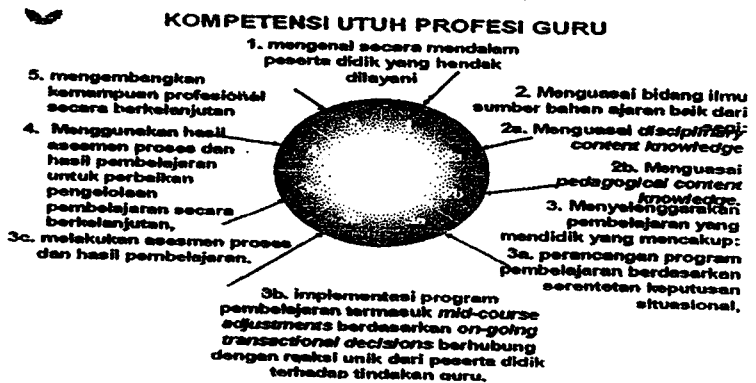 KOMPETENSI UTUH PROFESI GURU
1. mengenal secara mendalam
peserta didik yang hendak
dilayani
2. Menguasai bidang ilmu
sumber bahan ajaran baik dari
2a. Menguasai disciplinary
content knowledge
2b. Menguasai
pedagogical content
knowledge.
3. Menyelenggarakan
pembelajaran yang
mendidik yang mencakup:
3a. perancangan program
pembelajaran berdasarkan
serentetan keputusan
situasional,
3b. implementasi program
pembelajaran termasuk mid-course
adjustments berdasarkan on-going
transactional decisions berhubung
dengan reaksi unik dari peserta didik
terhadap tindakan guru,
3c. melakukan asesmen proses
dan hasil pembelajaran.
4. Menggunakan hasil
asesmen proses dan
hasil pembelajaran
untuk perbaikan
pengelolaan
pembelajaran secara
berkelanjutan,
5. mengembangkan
kemampuan profesional
secara berkelanjutan